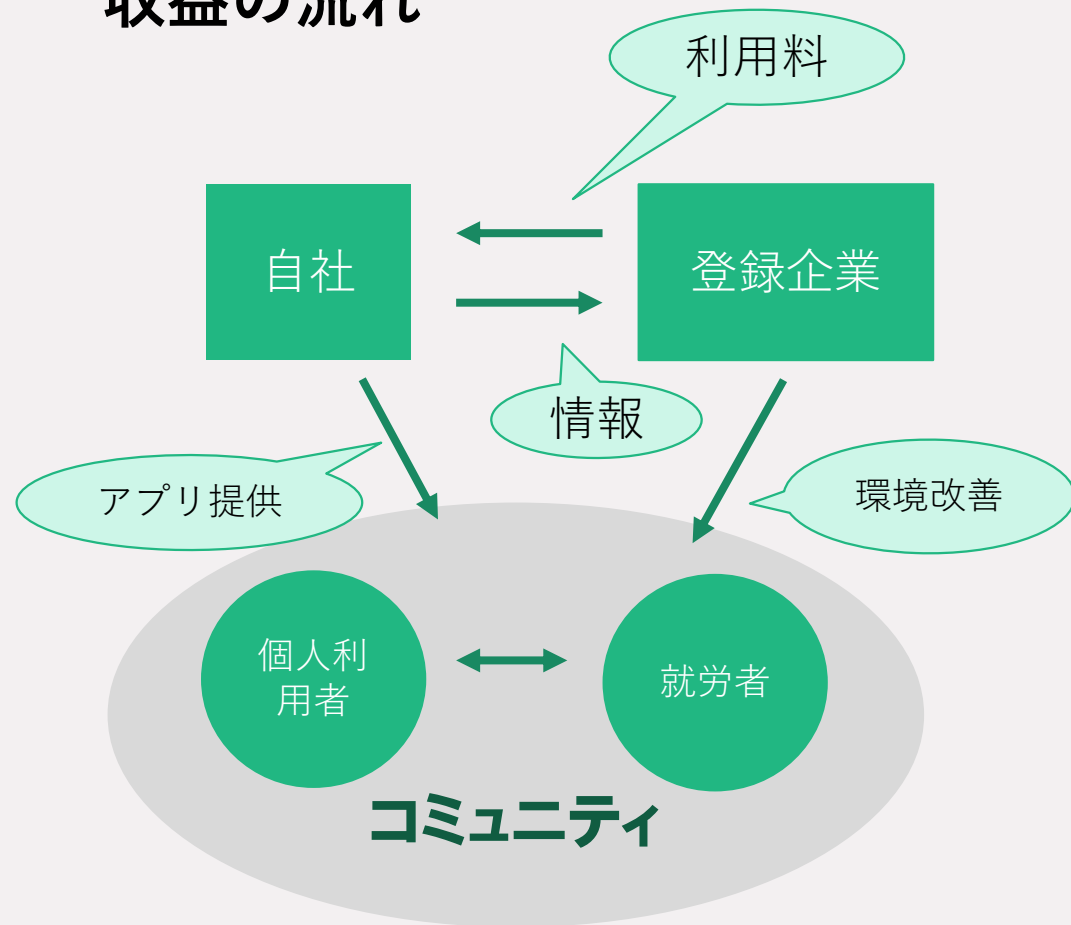 収益の流れ
利用料
自社
登録企業
情報
アプリ提供
環境改善
個人利
用者
就労者
コミュニティ